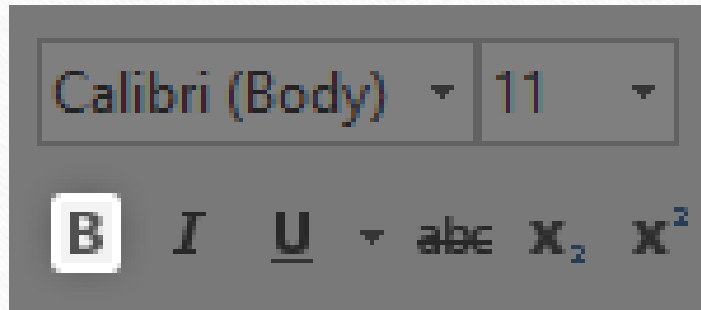 Calibri (Body) 11
B I U abc X₂ X²